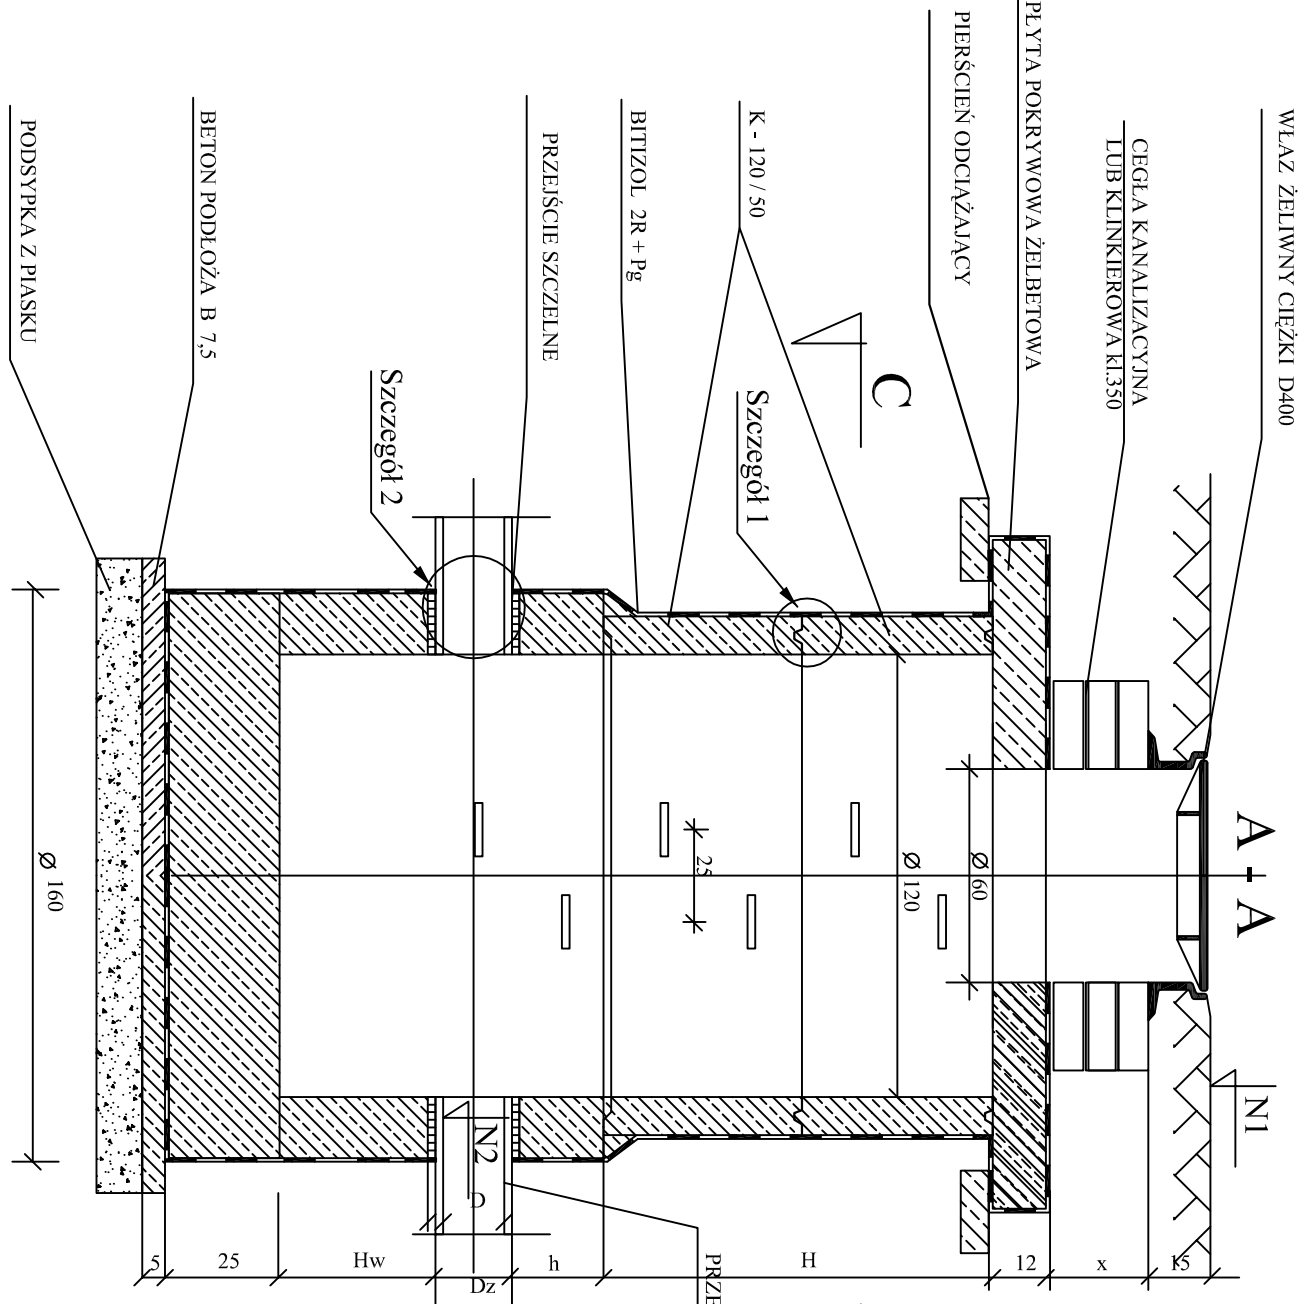 WŁAZ ŻELIWNY CIĘŻKI D400
CEGŁA KANALIZACYJNA
LUB KLINKIEROWA kl.350
PŁYTA POKRYWOWA ŻELBETOWA
PIERŚCIEŃ ODCIĄŻAJĄCY
K - 120 / 50
BITIZOL 2R + Pg
PRZEJŚCIE SZCZELNE
BETON PODŁOŻA B 7,5
PODSYPKA Z PIASKU
A - A
C
Szczegół 1
Szczegół 2
N1
N2
Ø 60
Ø 120
25
Ø 160
D
Dz
15
x
12
H
h
Hw
25
5
PRZE